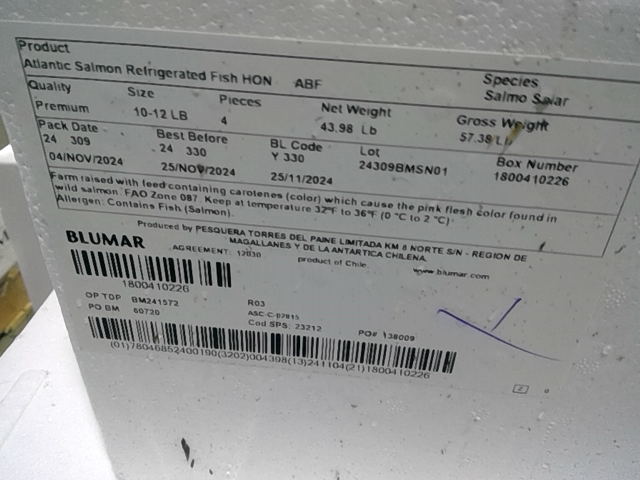 Product
Atlantic Salmon Refrigerated Fish HON ABF
Species
Salmo Salar
Quality Size Pieces Net Weight Gross Weight
Premium 10-12 LB 4 43.98 Lb 57.38 Lb
Pack Date Best Before BL Code Lot Box Number
24 309 24 330 Y 330 24309BMSN01 1800410226
04/NOV/2024 25/NOV/2024 25/11/2024
Farm raised with feed containing carotenes (color) which cause the pink flesh color found in
wild salmon. FAO Zone 087. Keep at temperature 32°F to 36°F (0 °C to 2 °C)
Allergen: Contains Fish (Salmon).
Produced by PESQUERA TORRES DEL PAINE LIMITADA KM 8 NORTE S/N - REGION DE
MAGALLANES Y DE LA ANTARTICA CHILENA.
BLUMAR AGREEMENT: 12030 product of Chile. www.blumar.com
1800410226
OP TOP BM241572 R03
PO BM 60720 ASC-C-02815
Cod SPS: 23212 PO# 138009
(01)78046852400190(3202)004398(13)241104(21)1800410226